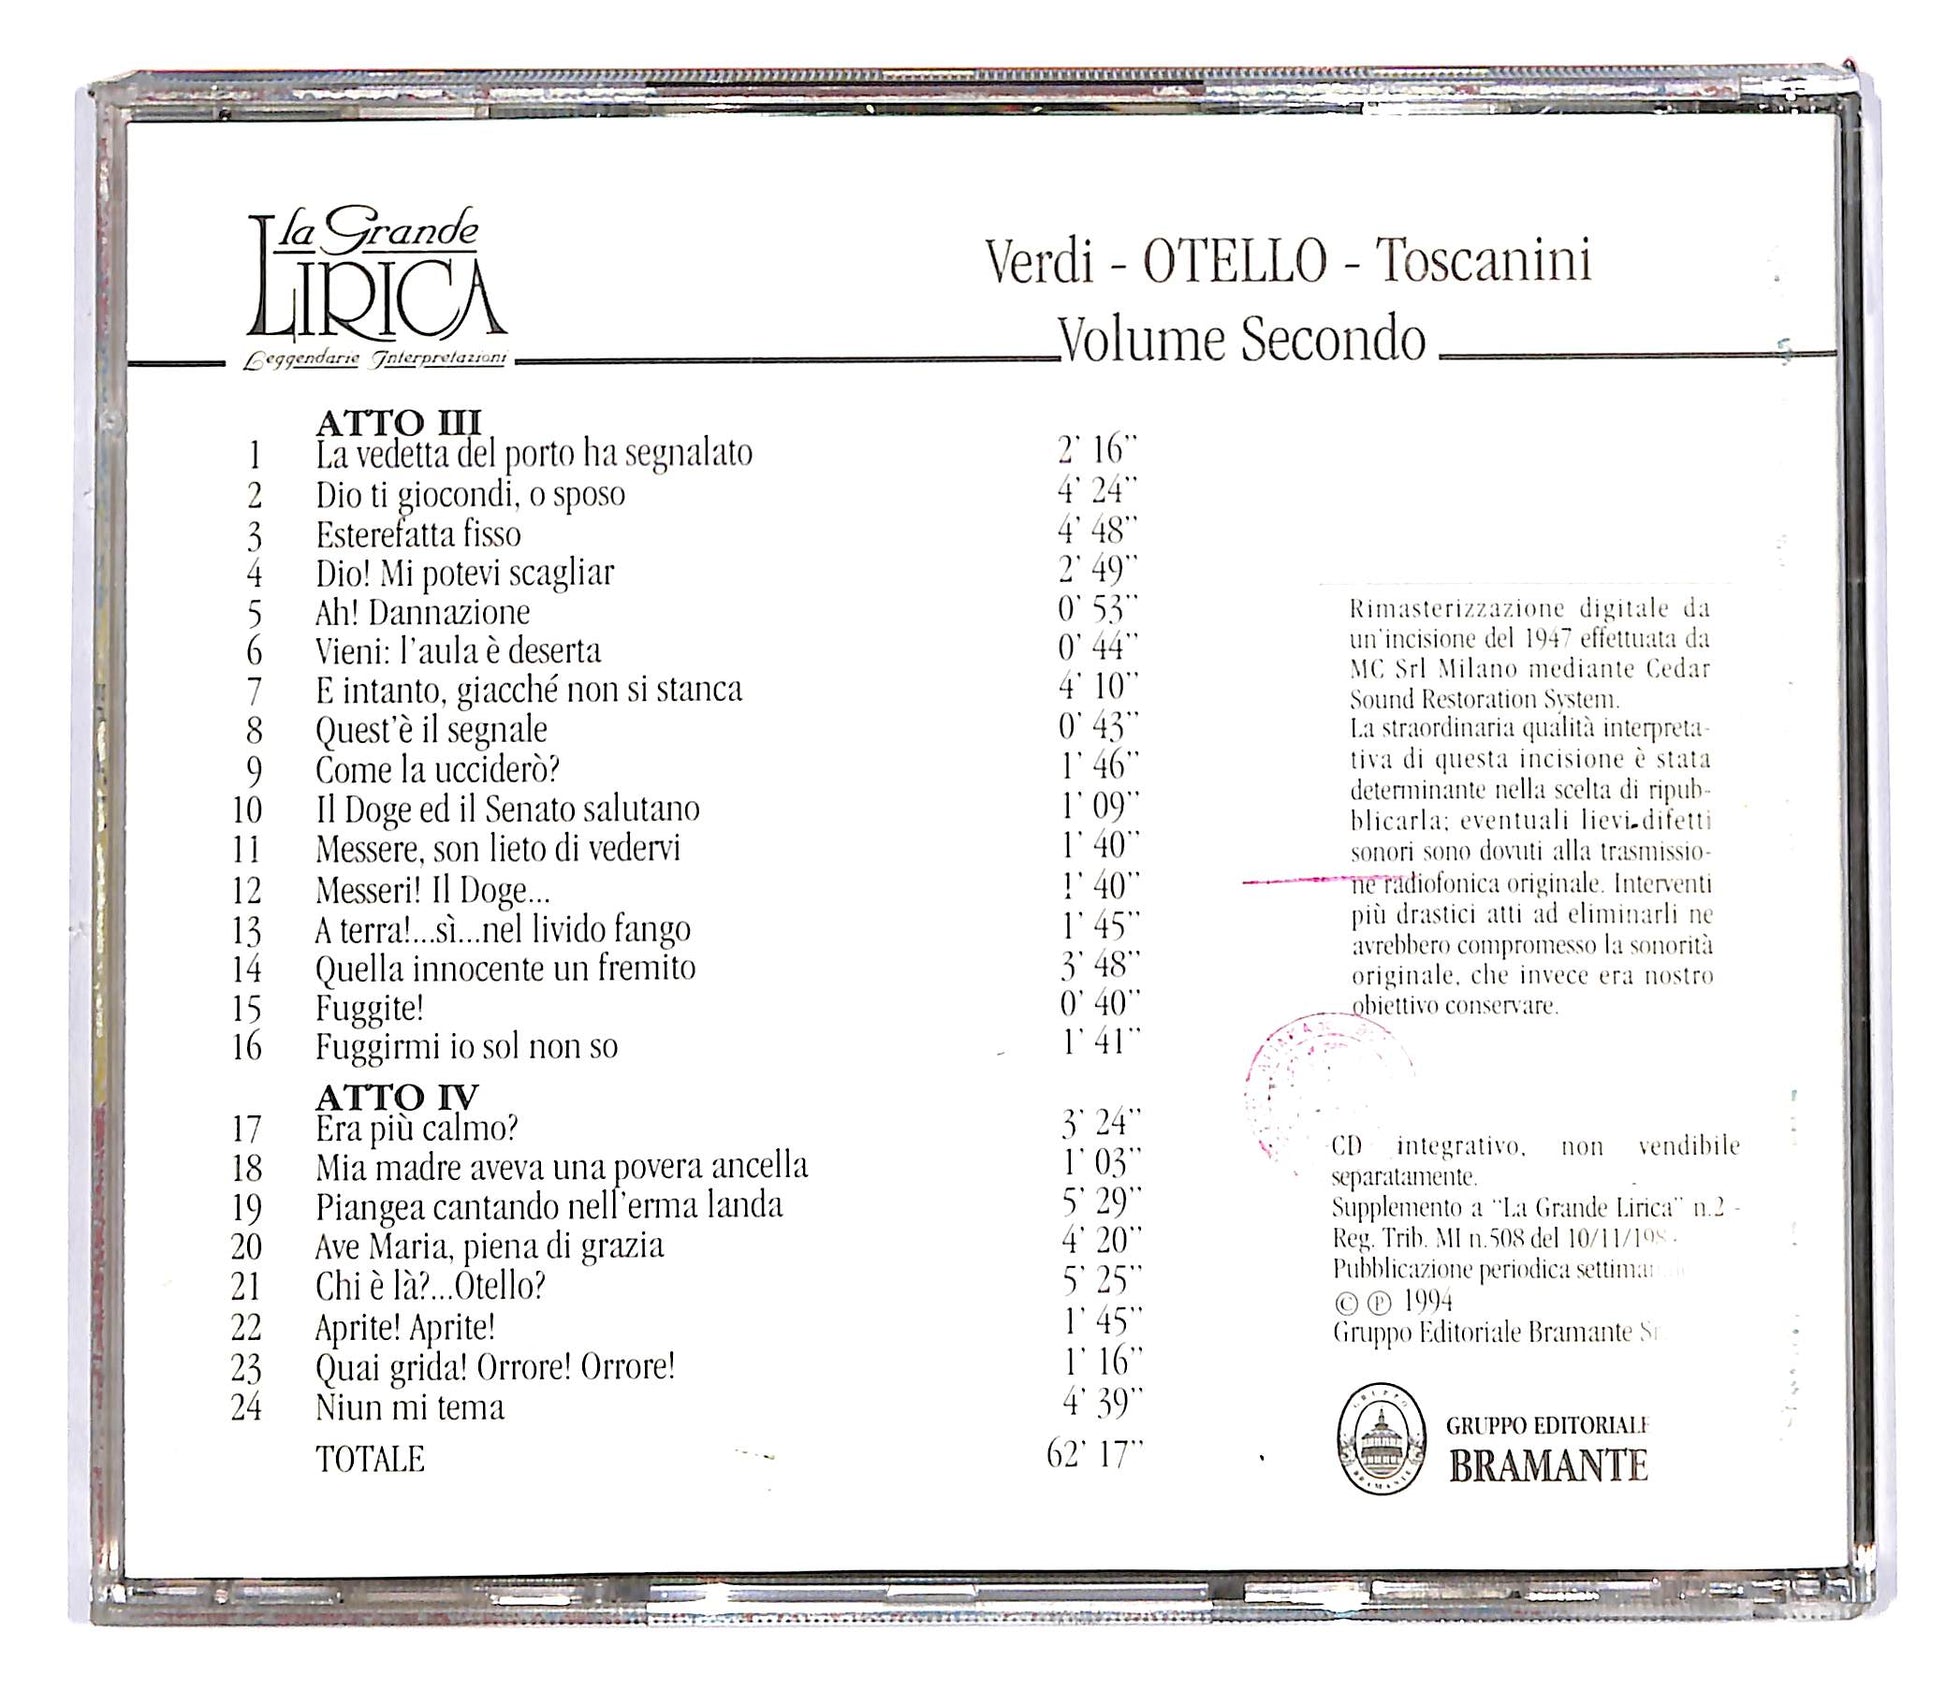 la Grande
LIRICA
Leggendarie Interpretazioni
Verdi - OTELLO - Toscanini
Volume Secondo
ATTO III
1 La vedetta del porto ha segnalato 2' 16''
2 Dio ti giocondi, o sposo 4' 24''
3 Esterefatta fisso 4' 48''
4 Dio! Mi potevi scagliar 2' 49''
5 Ah! Dannazione 0' 53''
6 Vieni: l'aula è deserta 0' 44''
7 E intanto, giacché non si stanca 4' 10''
8 Quest'è il segnale 0' 43''
9 Come la ucciderò? 1' 46''
10 Il Doge ed il Senato salutano 1' 09''
11 Messere, son lieto di vedervi 1' 40''
12 Messeri! Il Doge... 1' 40''
13 A terra!...sì...nel livido fango 1' 45''
14 Quella innocente un fremito 3' 48''
15 Fuggite! 0' 40''
16 Fuggirmi io sol non so 1' 41''
ATTO IV
17 Era più calmo? 3' 24''
18 Mia madre aveva una povera ancella 1' 03''
19 Piangea cantando nell'erma landa 5' 29''
20 Ave Maria, piena di grazia 4' 20''
21 Chi è là?...Otello? 5' 25''
22 Aprite! Aprite! 1' 45''
23 Quai grida! Orrore! Orrore! 1' 16''
24 Niun mi tema 4' 39''
TOTALE 62' 17''
Rimasterizzazione digitale da
un'incisione del 1947 effettuata da
MC Srl Milano mediante Cedar
Sound Restoration System.
La straordinaria qualità interpreta-
tiva di questa incisione è stata
determinante nella scelta di ripub-
blicarla; eventuali lievi difetti
sonori sono dovuti alla trasmissio-
ne radiofonica originale. Interventi
più drastici atti ad eliminarli ne
avrebbero compromesso la sonorità
originale, che invece era nostro
obiettivo conservare.
CD integrativo, non vendibile
separatamente.
Supplemento a "La Grande Lirica" n.2 -
Reg. Trib. MI n.508 del
Pubblicazione periodica
© ℗ 1994
Gruppo Editoriale Bramante
GRUPPO
BRAMANTE
GRUPPO EDITORIALE
BRAMANTE